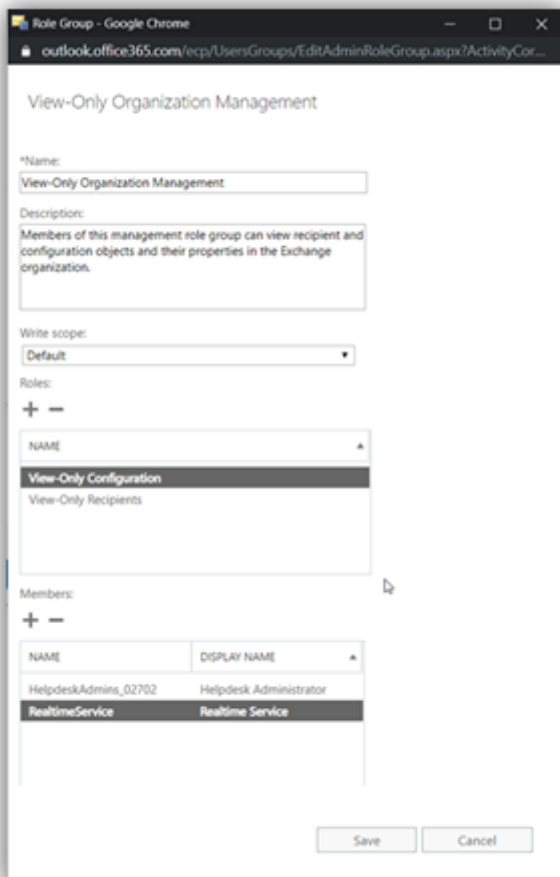 Role Group - Google Chrome
outlook.office365.com/ecp/UsersGroups/EditAdminRoleGroup.aspx?ActivityCor...
View-Only Organization Management
*Name:
View-Only Organization Management
Description:
Members of this management role group can view recipient and
configuration objects and their properties in the Exchange
organization.
Write scope:
Default
Roles:
NAME
View-Only Configuration
View-Only Recipients
Members:
NAME DISPLAY NAME
HelpdeskAdmins_02702 Helpdesk Administrator
RealtimeService Realtime Service
Save Cancel